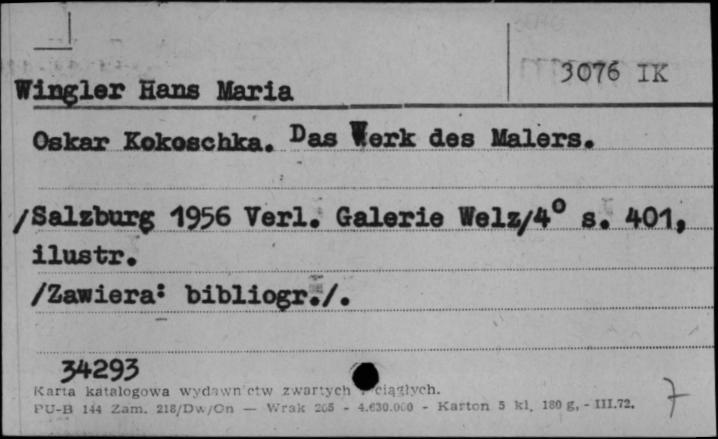 3076 IK
Wingler Hans Maria
Oskar Kokoschka. Das Werk des Malers.
/Salzburg 1956 Verl. Galerie Welz/4° s. 401,
ilustr.
/Zawiera: bibliogr./.
34293
Karta katalogowa wydawnictw zwartych i ciągłych.
PU-B 144 Zam. 218/Dw/On — Wrak 265 - 4.630.000 - Karton 5 kl. 180 g, - III.72.
7